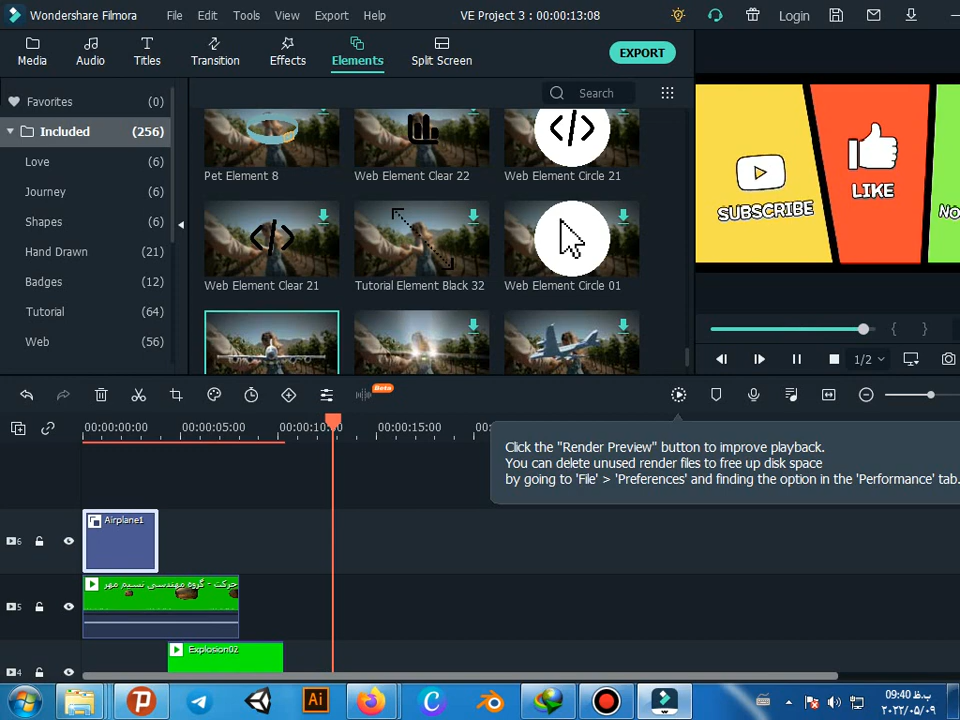 Wondershare Filmora
File Edit Tools View Export Help
VE Project 3 : 00:00:13:08
Login
Media Audio Titles Transition Effects Elements Split Screen
EXPORT
Favorites (0)
Included (256)
Love (6)
Journey (6)
Shapes (6)
Hand Drawn (21)
Badges (12)
Tutorial (64)
Web (56)
Search
Pet Element 8
Web Element Clear 22
Web Element Circle 21
Web Element Clear 21
Tutorial Element Black 32
Web Element Circle 01
SUBSCRIBE
LIKE
1/2
Beta
00:00:00:00 00:00:05:00 00:00:10:00 00:00:15:00
Click the "Render Preview" button to improve playback.
You can delete unused render files to free up disk space
by going to 'File' > 'Preferences' and finding the option in the 'Performance' tab.
6
Airplane1
5
حرکت - گروه مهندسی نسیم مهر
4
Explosion02
Ai
09:40 ب.ظ
۲۰۲۲/۰۵/۰۹